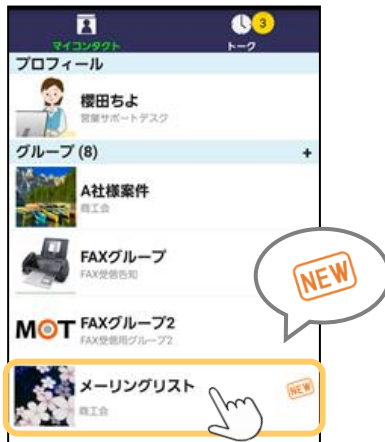 3
マイコンタクト
トーク
プロフィール
櫻田ちよ
営業サポートデスク
グループ (8) +
A社様案件
商工会
FAXグループ
FAX受信告知
NEW
MOT
FAXグループ2
FAX受信用グループ2
メーリングリスト
NEW
商工会